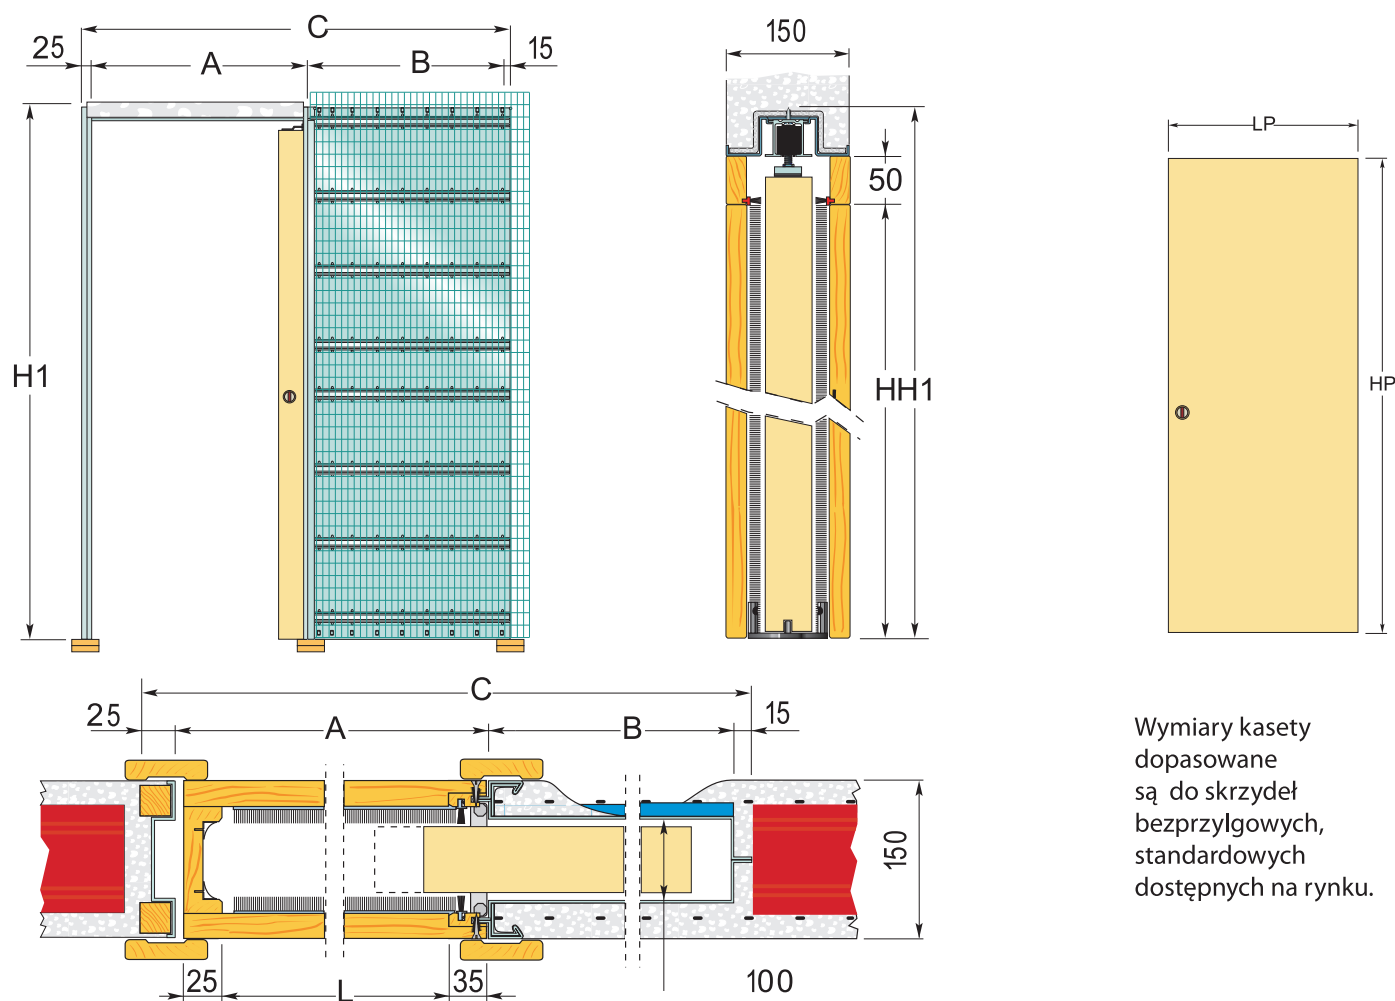 C
25
A
B
15
H1
150
50
HH1
LP
HP
C
25
A
B
15
150
25
L
35
100
Wymiary kasety
dopasowane
są do skrzydeł
bezprzylgowych,
standardowych
dostępnych na rynku.